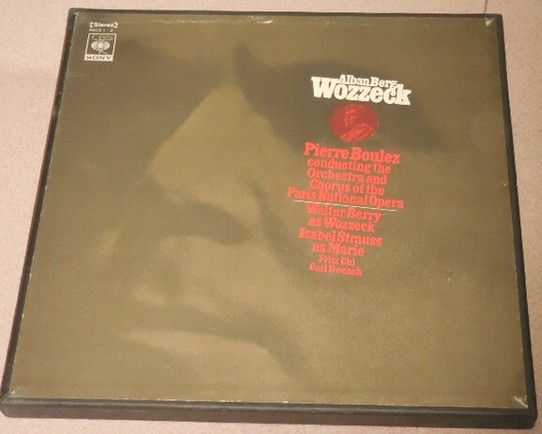 [Stereo]
CBS
SONY
Alban Berg
Wozzeck
Pierre Boulez
conducting the
Orchestra and
Chorus of the
Paris National Opera
Walter Berry
as Wozzeck
Isabel Strauss
as Marie
Fritz Uhl
Carl Doench